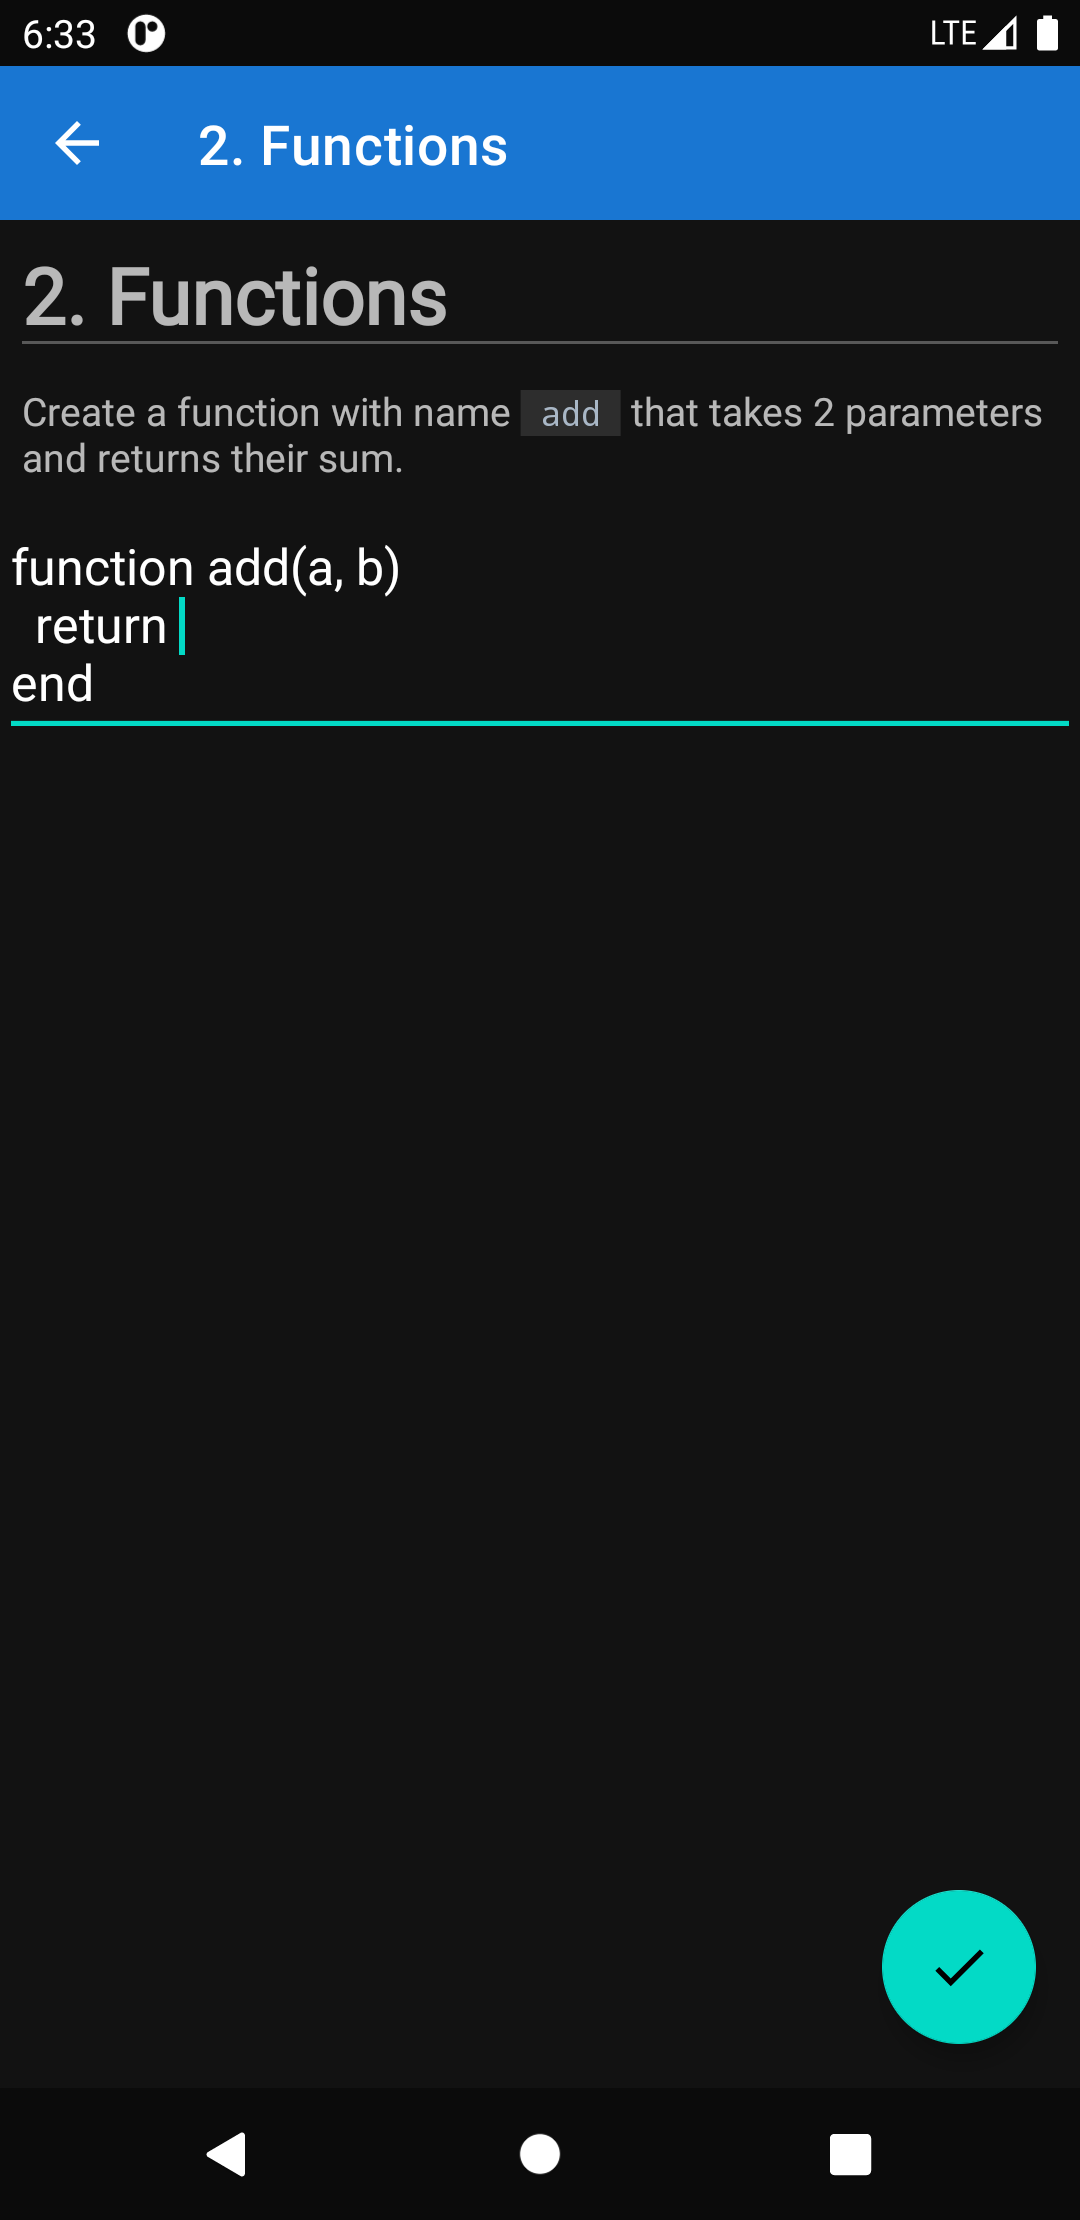 6:33 LTE
2. Functions
2. Functions
Create a function with name add that takes 2 parameters
and returns their sum.
function add(a, b)
  return
end